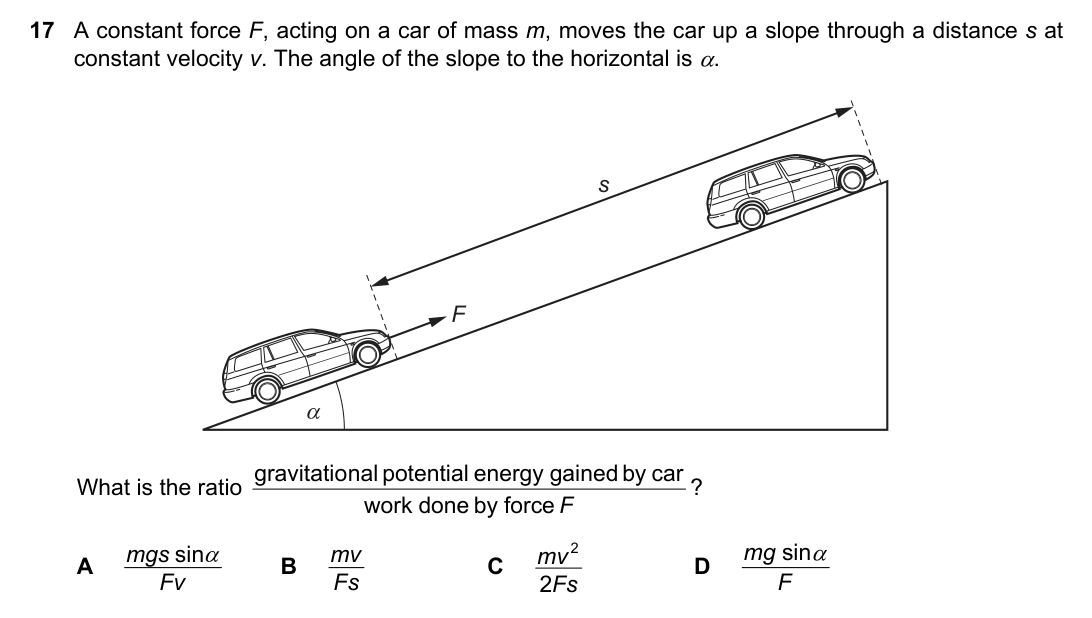 17 A constant force F, acting on a car of mass m, moves the car up a slope through a distance s at
constant velocity v. The angle of the slope to the horizontal is α.
s
F
α
What is the ratio gravitational potential energy gained by car / work done by force F ?
A mgs sinα / Fv B mv / Fs C mv² / 2Fs D mg sinα / F